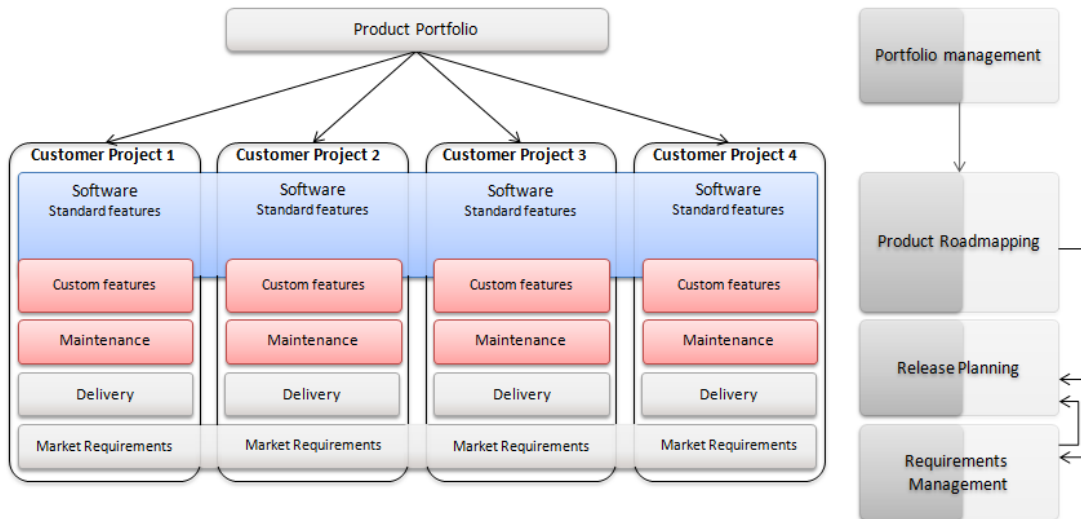 Product Portfolio
Portfolio management
Customer Project 1
Customer Project 2
Customer Project 3
Customer Project 4
Software
Standard features
Software
Standard features
Software
Standard features
Software
Standard features
Product Roadmapping
Custom features
Custom features
Custom features
Custom features
Maintenance
Maintenance
Maintenance
Maintenance
Release Planning
Delivery
Delivery
Delivery
Delivery
Market Requirements
Market Requirements
Market Requirements
Market Requirements
Requirements
Management